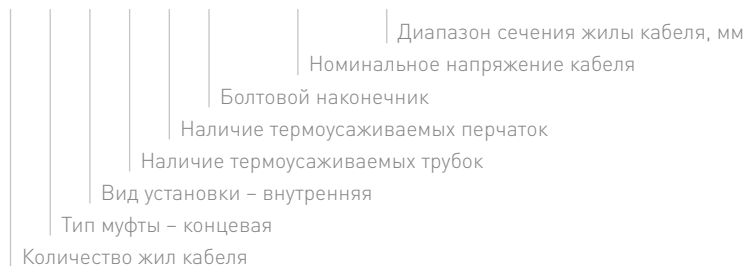 Диапазон сечения жилы кабеля, мм
Номинальное напряжение кабеля
Болтовой наконечник
Наличие термоусаживаемых перчаток
Наличие термоусаживаемых трубок
Вид установки – внутренняя
Тип муфты – концевая
Количество жил кабеля